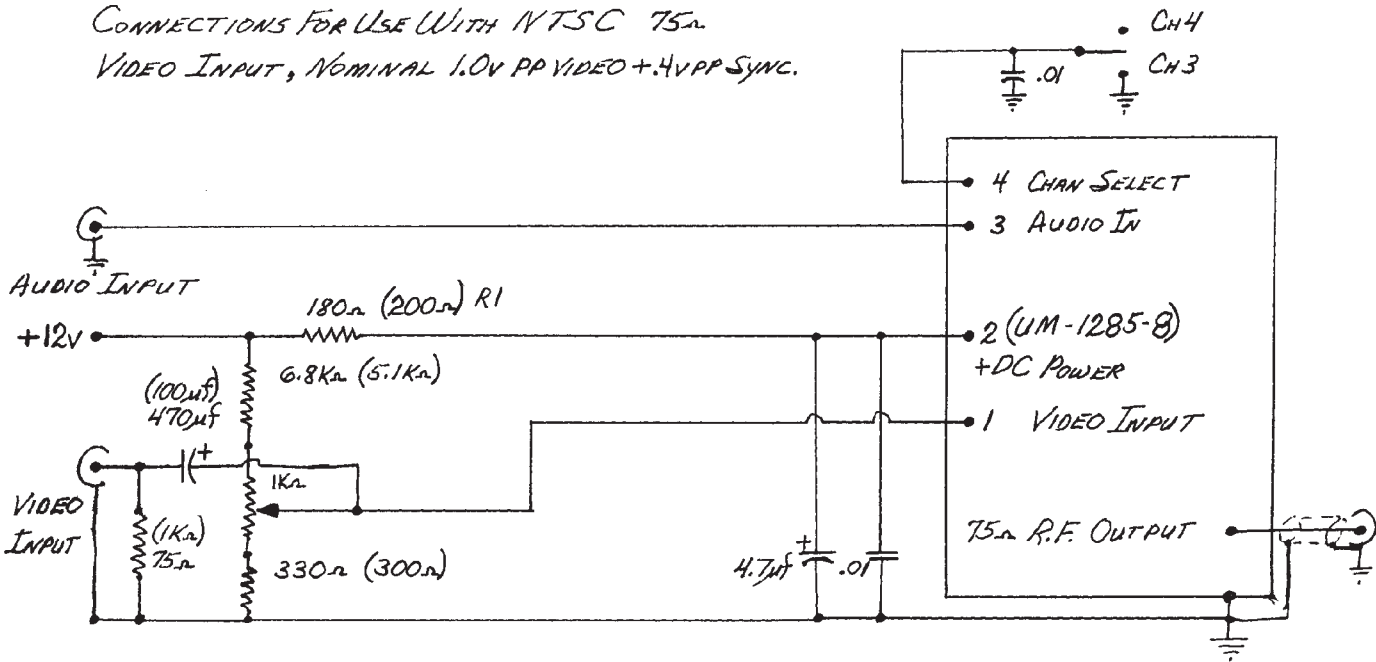 CONNECTIONS FOR USE WITH NTSC 75Ω
VIDEO INPUT, NOMINAL 1.0V PP VIDEO + .4V PP SYNC.
CH4
CH3
.01
4 CHAN SELECT
3 AUDIO IN
AUDIO INPUT
180Ω (200Ω) R1
+12V
2 (UM-1285-8)
+DC POWER
6.8KΩ (5.1KΩ)
(100µf)
470µf
1 VIDEO INPUT
+
1KΩ
VIDEO
INPUT
(1KΩ)
75Ω
330Ω (300Ω)
+
4.7µf
.01
75Ω R.F. OUTPUT